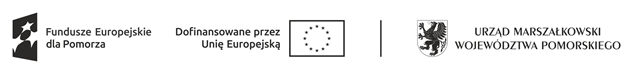 Fundusze Europejskie
dla Pomorza
Dofinansowane przez
Unię Europejską
URZĄD MARSZAŁKOWSKI
WOJEWÓDZTWA POMORSKIEGO